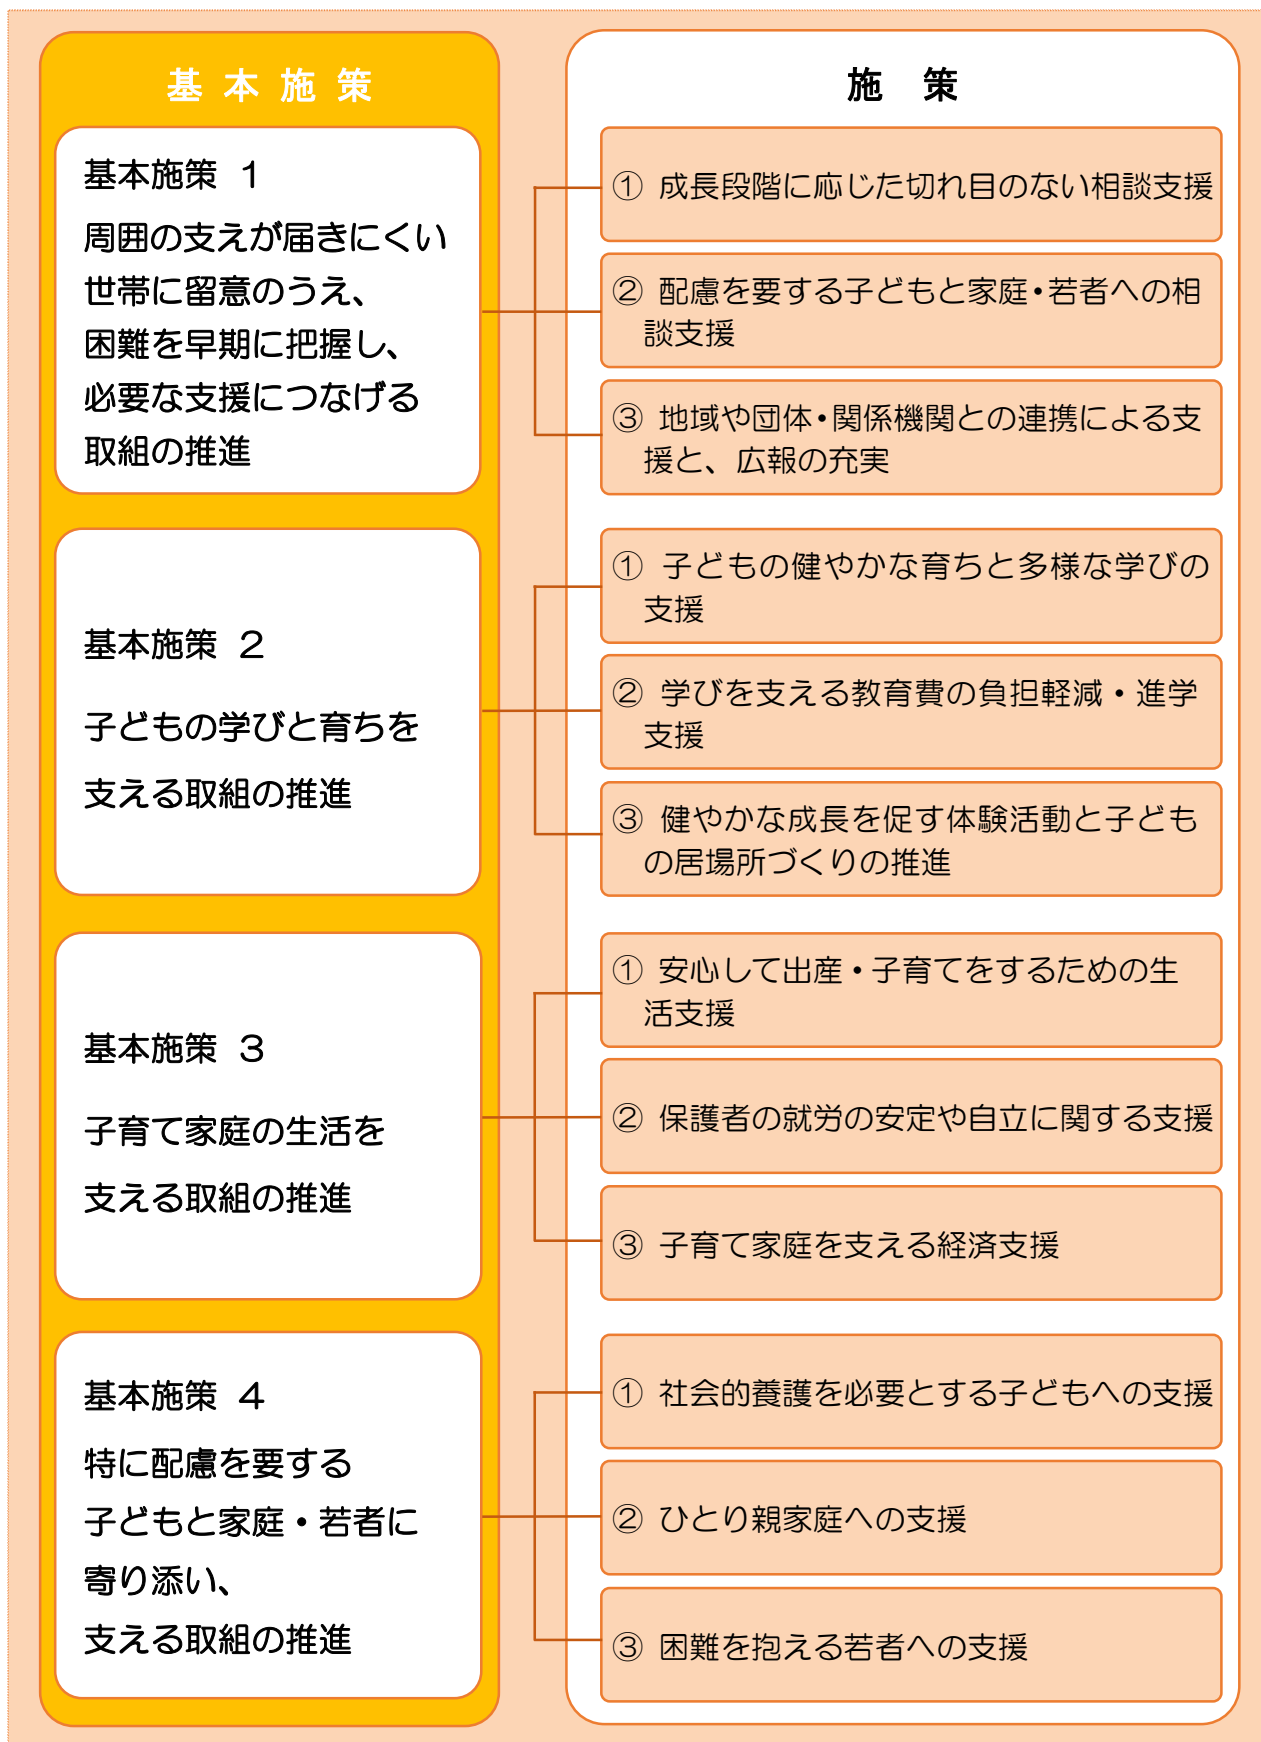 基本施策
施　策
基本施策 １
周囲の支えが届きにくい
世帯に留意のうえ、
困難を早期に把握し、
必要な支援につなげる
取組の推進
① 成長段階に応じた切れ目のない相談支援
② 配慮を要する子どもと家庭・若者への相
談支援
③ 地域や団体・関係機関との連携による支
援と、広報の充実
基本施策 ２
子どもの学びと育ちを
支える取組の推進
① 子どもの健やかな育ちと多様な学びの
支援
② 学びを支える教育費の負担軽減・進学
支援
③ 健やかな成長を促す体験活動と子ども
の居場所づくりの推進
基本施策 ３
子育て家庭の生活を
支える取組の推進
① 安心して出産・子育てをするための生
活支援
② 保護者の就労の安定や自立に関する支援
③ 子育て家庭を支える経済支援
基本施策 ４
特に配慮を要する
子どもと家庭・若者に
寄り添い、
支える取組の推進
① 社会的養護を必要とする子どもへの支援
② ひとり親家庭への支援
③ 困難を抱える若者への支援